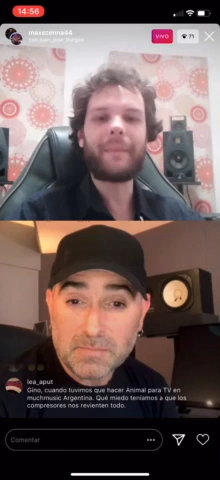 14:56
maxscenna44
VIVO
71
lea_aput
Gino, cuando tuvimos que hacer Animal para TV en
muchmusic Argentina. Qué miedo teníamos a que los
compresores nos revienten todo.
Comentar